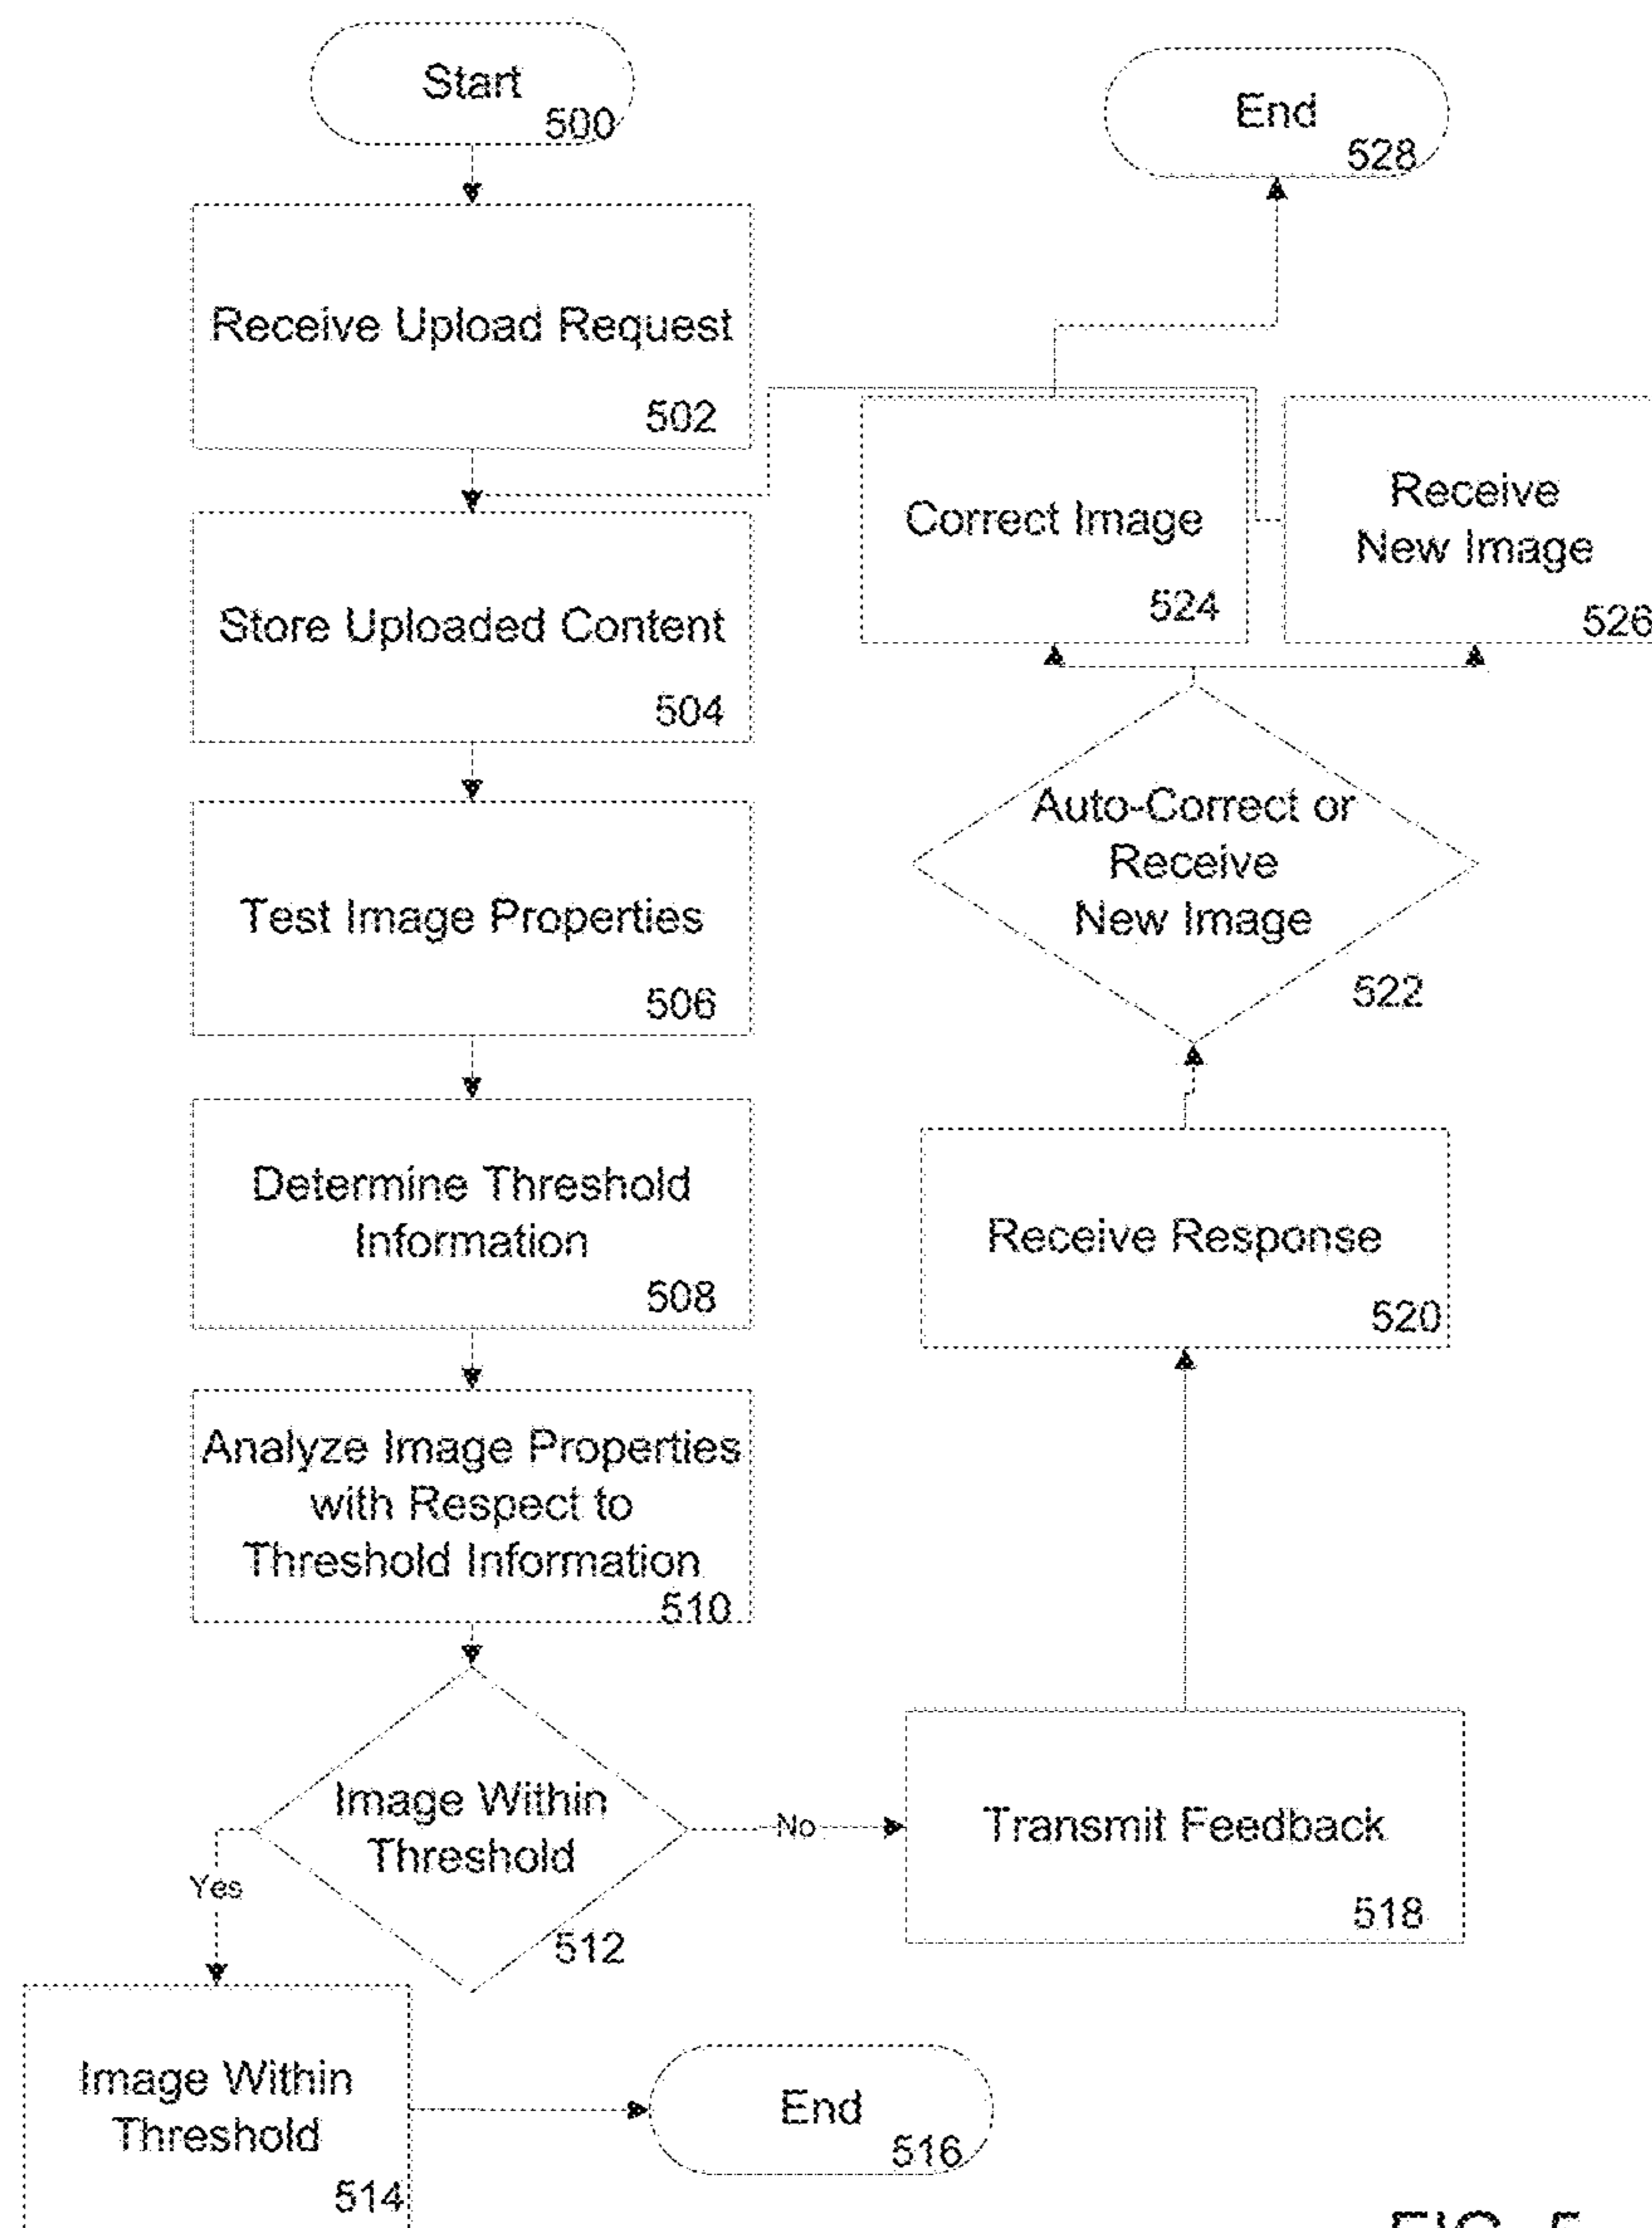 Start
500
Receive Upload Request
502
Store Uploaded Content
504
Test Image Properties
506
Determine Threshold
Information
508
Analyze Image Properties
with Respect to
Threshold Information
510
Image Within
Threshold
512
Yes
No
Image Within
Threshold
514
End
516
Transmit Feedback
518
Receive Response
520
Auto-Correct or
Receive
New Image
522
Correct Image
524
Receive
New Image
526
End
528
FIG. 5